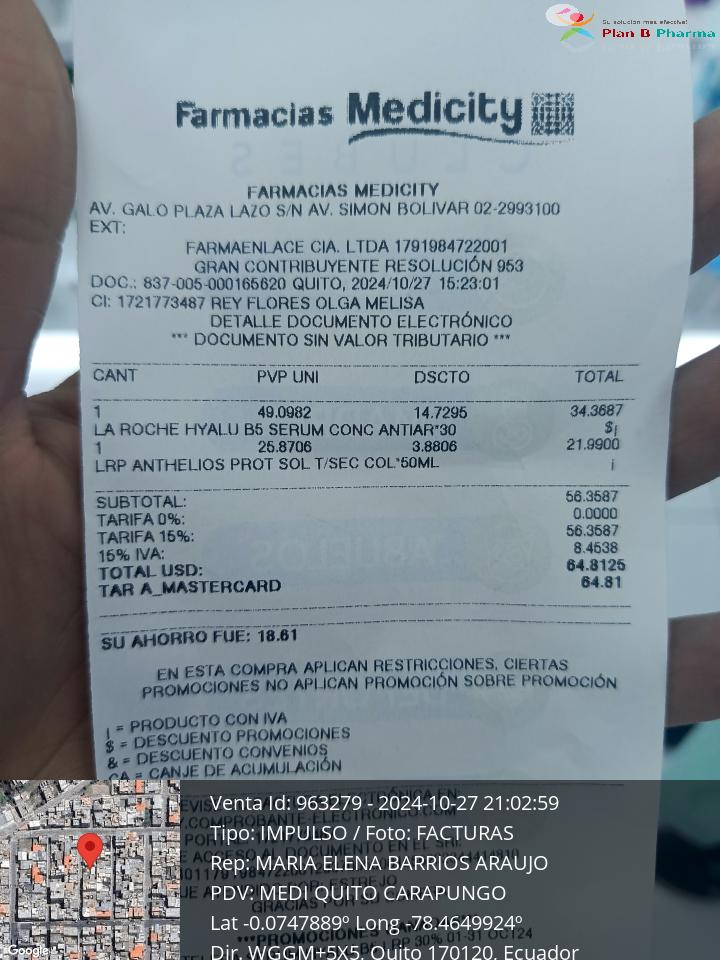 Su solución más efectiva!
Plan B Pharma
Farmacias Medicity
FARMACIAS MEDICITY
AV. GALO PLAZA LAZO S/N AV. SIMON BOLIVAR 02-2993100
EXT:
FARMAENLACE CIA. LTDA 1791984722001
GRAN CONTRIBUYENTE RESOLUCIÓN 953
DOC.: 837-005-000165620 QUITO, 2024/10/27 15:23:01
CI: 1721773487 REY FLORES OLGA MELISA
DETALLE DOCUMENTO ELECTRÓNICO
*** DOCUMENTO SIN VALOR TRIBUTARIO ***
CANT PVP UNI DSCTO TOTAL
1 49.0982 14.7295 34.3687
LA ROCHE HYALU B5 SERUM CONC ANTIAR*30 $¡
1 25.8706 3.8806 21.9900
LRP ANTHELIOS PROT SOL T/SEC COL*50ML ¡
SUBTOTAL: 56.3587
TARIFA 0%: 0.0000
TARIFA 15%: 56.3587
15% IVA: 8.4538
TOTAL USD: 64.8125
TAR A_MASTERCARD 64.81
SU AHORRO FUE: 18.61
EN ESTA COMPRA APLICAN RESTRICCIONES, CIERTAS
PROMOCIONES NO APLICAN PROMOCIÓN SOBRE PROMOCIÓN
¡ = PRODUCTO CON IVA
$ = DESCUENTO PROMOCIONES
& = DESCUENTO CONVENIOS
CA = CANJE DE ACUMULACIÓN
Venta Id: 963279 - 2024-10-27 21:02:59
Tipo: IMPULSO / Foto: FACTURAS
Rep: MARIA ELENA BARRIOS ARAUJO
PDV: MEDI QUITO CARAPUNGO
Lat -0.0747889º Long -78.4649924º
Dir. WGGM+5X5, Quito 170120, Ecuador
Google